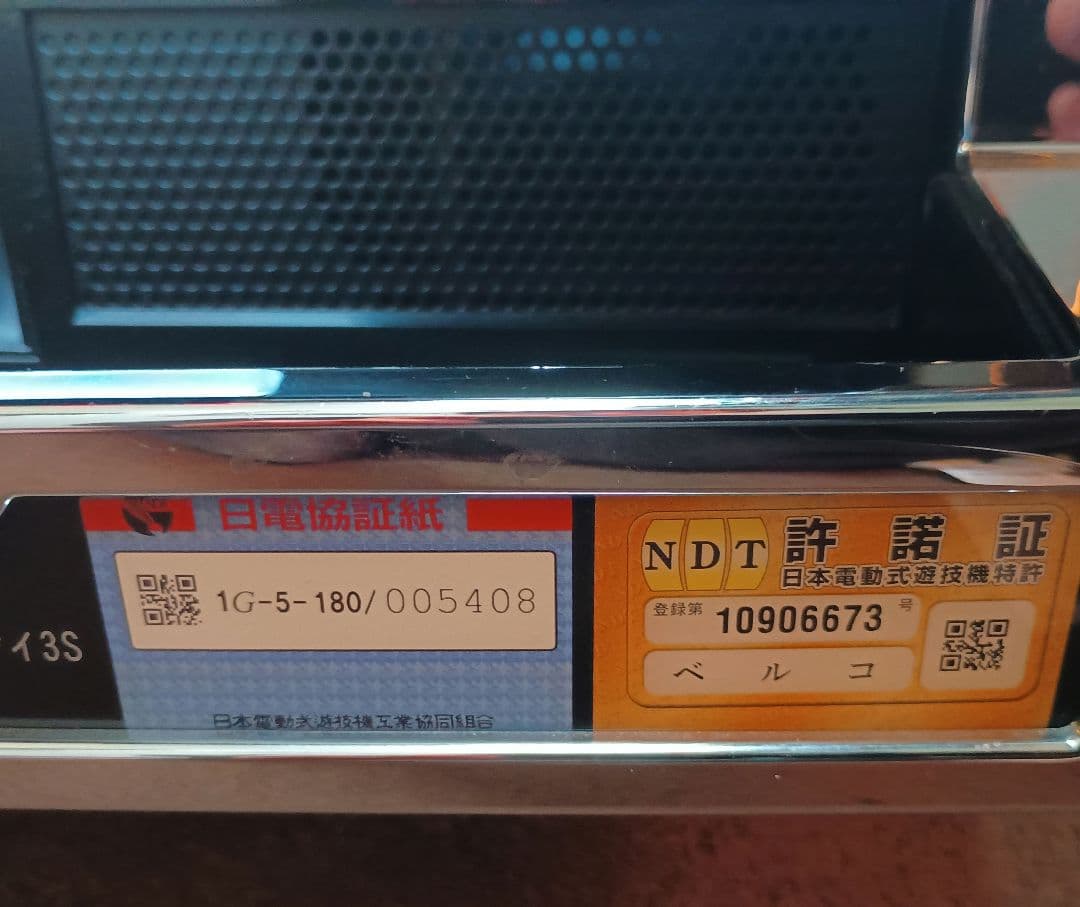 日電協証紙
1G-5-180/005408
日本電動式遊技機工業協同組合
イ3S
NDT 許諾証
日本電動式遊技機特許
登録第 10906673 号
ベルコ